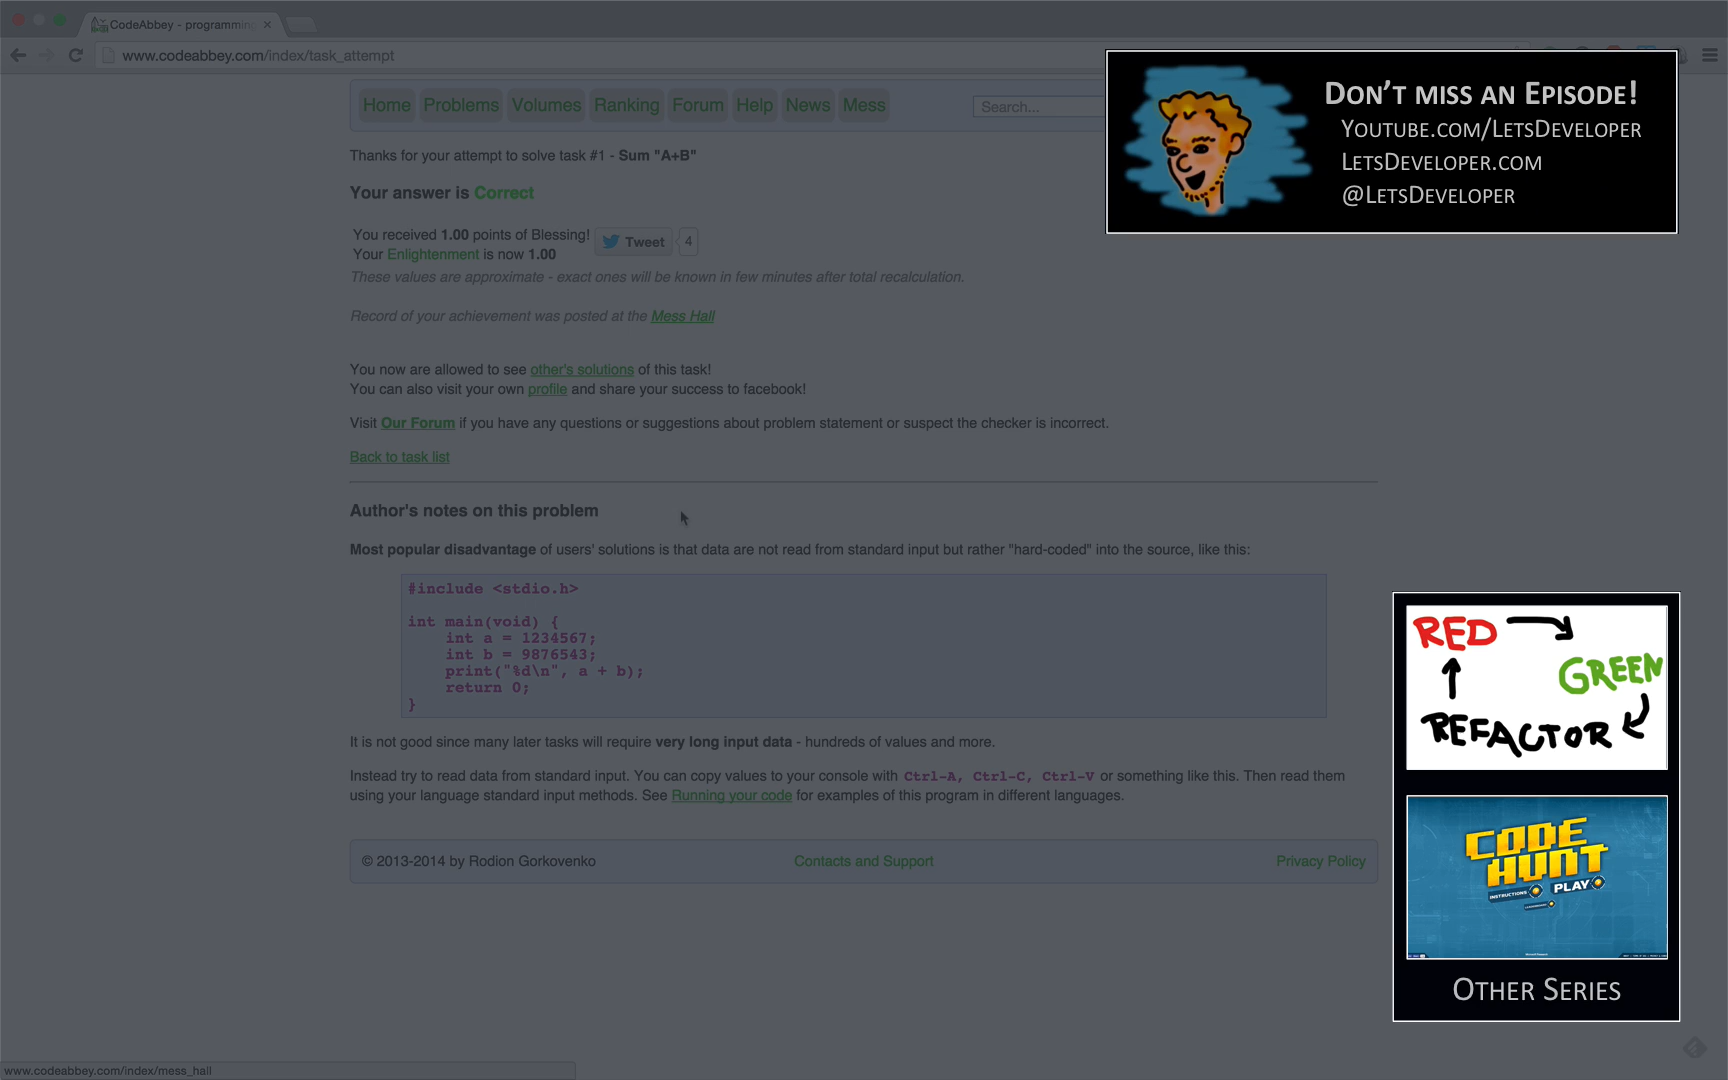 CodeAbbey - programming
www.codeabbey.com/index/task_attempt
Home Problems Volumes Ranking Forum Help News Mess
Search...
Thanks for your attempt to solve task #1 - Sum "A+B"
Your answer is Correct
You received 1.00 points of Blessing!
Tweet 4
Your Enlightenment is now 1.00
These values are approximate - exact ones will be known in few minutes after total recalculation.
Record of your achievement was posted at the Mess Hall
You now are allowed to see other's solutions of this task!
You can also visit your own profile and share your success to facebook!
Visit Our Forum if you have any questions or suggestions about problem statement or suspect the checker is incorrect.
Back to task list
Author's notes on this problem
Most popular disadvantage of users' solutions is that data are not read from standard input but rather "hard-coded" into the source, like this:
#include <stdio.h>
int main(void) {
int a = 1234567;
int b = 9876543;
print("%d\n", a + b);
return 0;
}
It is not good since many later tasks will require very long input data - hundreds of values and more.
Instead try to read data from standard input. You can copy values to your console with Ctrl-A, Ctrl-C, Ctrl-V or something like this. Then read them
using your language standard input methods. See Running your code for examples of this program in different languages.
© 2013-2014 by Rodion Gorkovenko Contacts and Support Privacy Policy
www.codeabbey.com/index/mess_hall
Don't miss an Episode!
Youtube.com/LetsDeveloper
LetsDeveloper.com
@LetsDeveloper
RED
GREEN
REFACTOR
CODE
HUNT
INSTRUCTIONS PLAY
Other Series